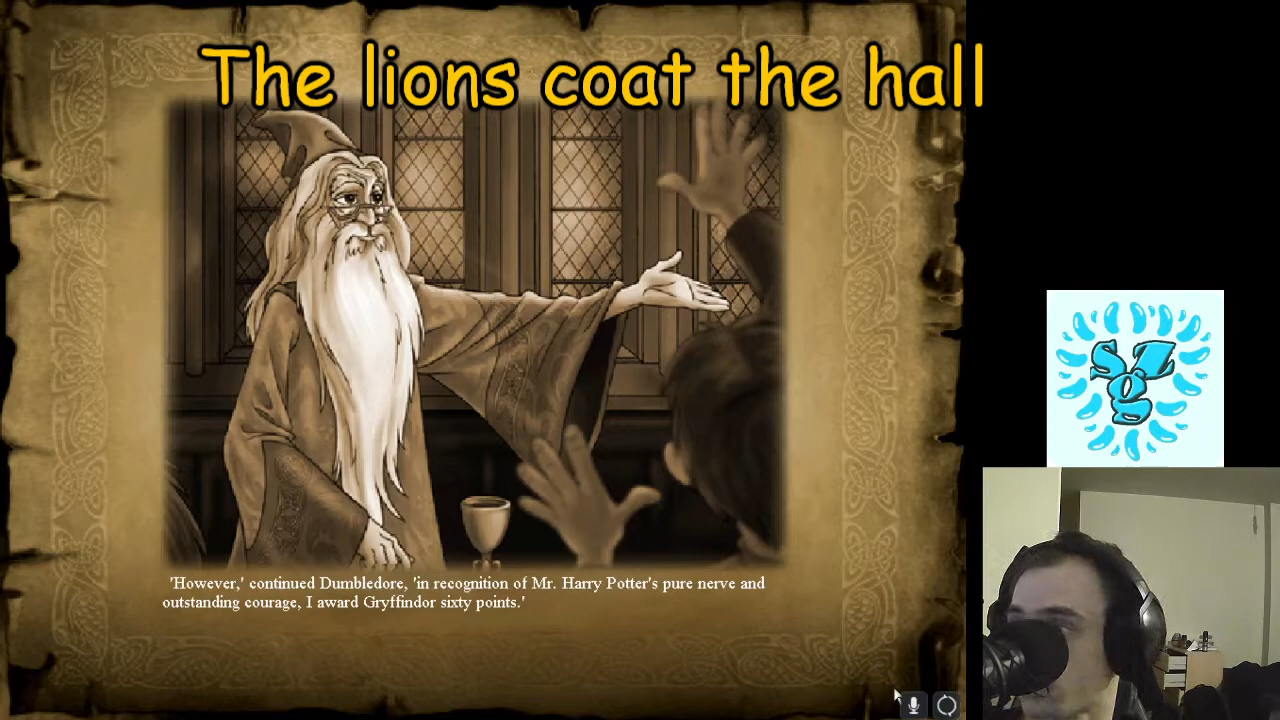 The lions coat the hall
SZ
g
'However,' continued Dumbledore, 'in recognition of Mr. Harry Potter's pure nerve and
outstanding courage, I award Gryffindor sixty points.'